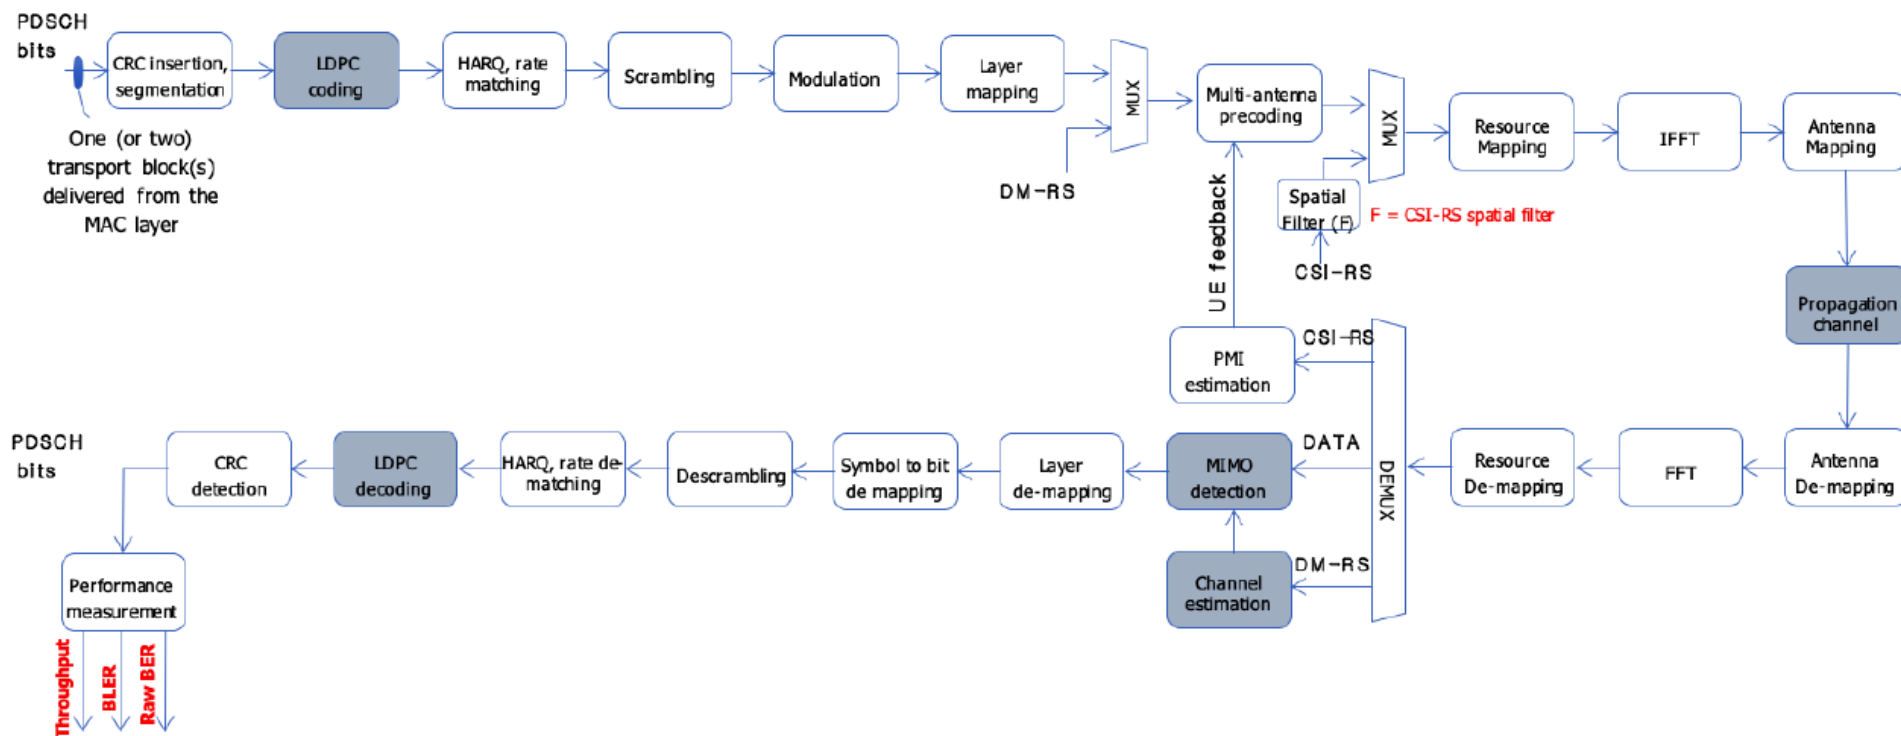 PDSCH
bits
CRC insertion,
segmentation
LDPC
coding
HARQ, rate
matching
Scrambling
Modulation
Layer
mapping
MUX
Multi-antenna
precoding
MUX
Resource
Mapping
IFFT
Antenna
Mapping
One (or two)
transport block(s)
delivered from the
MAC layer
DM-RS
Spatial
Filter (F)
F = CSI-RS spatial filter
CSI-RS
UE feedback
Propagation
channel
PMI
estimation
CSI-RS
PDSCH
bits
CRC
detection
LDPC
decoding
HARQ, rate de-
matching
Descrambling
Symbol to bit
de mapping
Layer
de-mapping
MIMO
detection
DATA
DEMUX
Resource
De-mapping
FFT
Antenna
De-mapping
Channel
estimation
DM-RS
Performance
measurement
Throughput
BLER
Raw BER